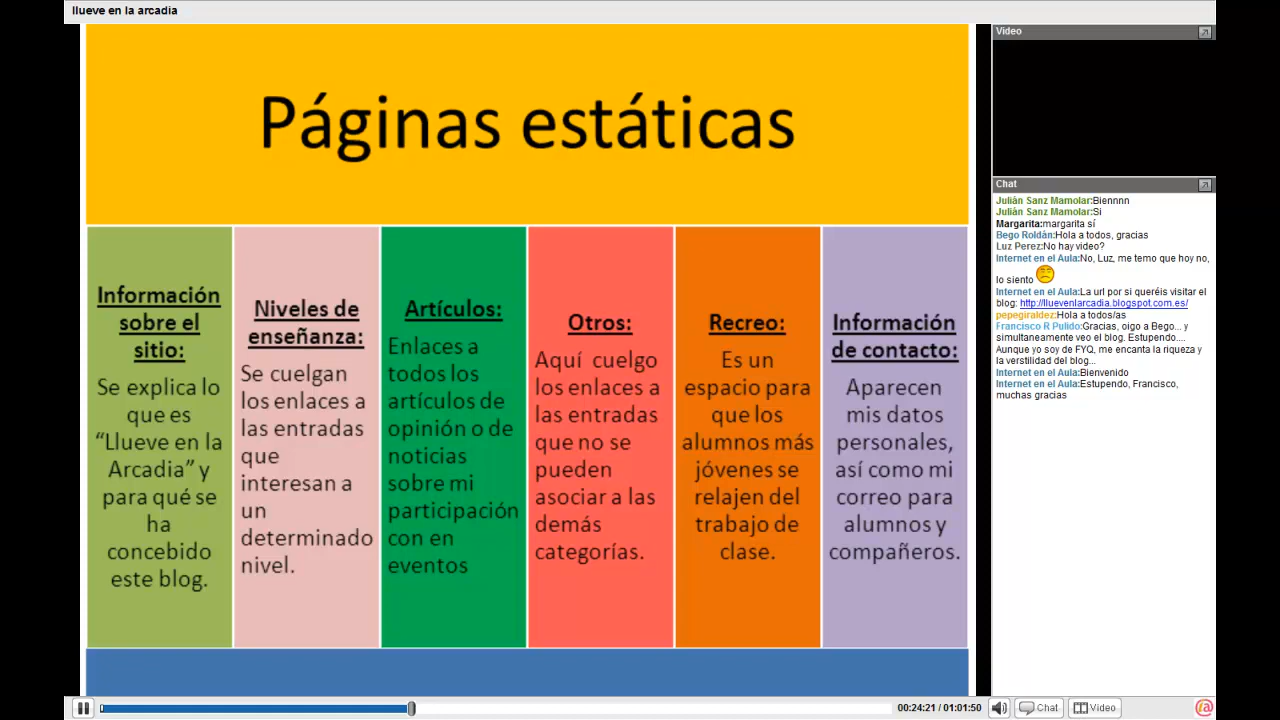 llueve en la arcadia
Páginas estáticas
Información
sobre el
sitio:
Se explica lo
que es
“Llueve en la
Arcadia” y
para qué se
ha
concebido
este blog.
Niveles de
enseñanza:
Se cuelgan
los enlaces a
las entradas
que
interesan a
un
determinado
nivel.
Artículos:
Enlaces a
todos los
artículos de
opinión o de
noticias
sobre mi
participación
con en
eventos
Otros:
Aquí cuelgo
los enlaces a
las entradas
que no se
pueden
asociar a las
demás
categorías.
Recreo:
Es un
espacio para
que los
alumnos más
jóvenes se
relajen del
trabajo de
clase.
Información
de contacto:
Aparecen
mis datos
personales,
así como mi
correo para
alumnos y
compañeros.
Video
Chat
Julián Sanz Mamolar:Biennnn
Julián Sanz Mamolar:Si
Margarita:margarita sí
Bego Roldán:Hola a todos, gracias
Luz Perez:No hay video?
Internet en el Aula:No, Luz, me temo que hoy no,
lo siento
Internet en el Aula:La url por si queréis visitar el
blog: http://lluevenlarcadia.blogspot.com.es/
pepegiraldez:Hola a todos/as
Francisco R Pulido:Gracias, oigo a Bego... y
simultaneamente veo el blog. Estupendo....
Aunque yo soy de FYQ, me encanta la riqueza y
la verstilidad del blog...
Internet en el Aula:Bienvenido
Internet en el Aula:Estupendo, Francisco,
muchas gracias
00:24:21 / 01:01:50
Chat
Video